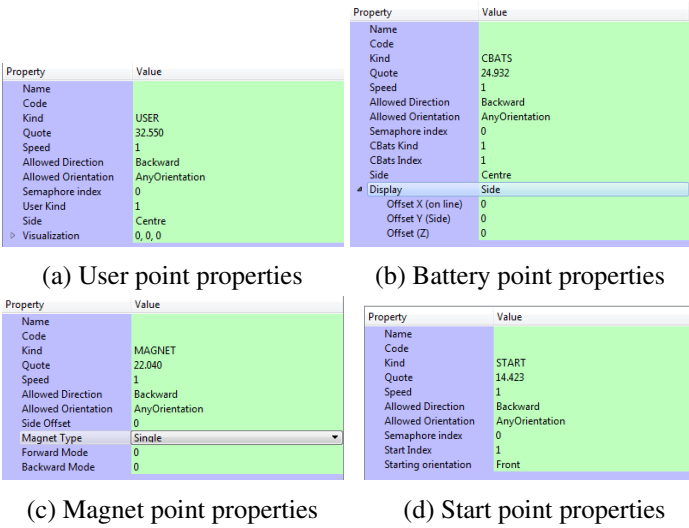 Property Value
Name
Code
Kind USER
Quote 32.550
Speed 1
Allowed Direction Backward
Allowed Orientation AnyOrientation
Semaphore index 0
User Kind 1
Side Centre
Visualization 0, 0, 0
(a) User point properties
Property Value
Name
Code
Kind CBATS
Quote 24.932
Speed 1
Allowed Direction Backward
Allowed Orientation AnyOrientation
Semaphore index 0
CBats Kind 1
CBats Index 1
Side Centre
Display Side
Offset X (on line) 0
Offset Y (Side) 0
Offset (Z) 0
(b) Battery point properties
Property Value
Name
Code
Kind MAGNET
Quote 22.040
Speed 1
Allowed Direction Backward
Allowed Orientation AnyOrientation
Side Offset 0
Magnet Type Single
Forward Mode 0
Backward Mode 0
(c) Magnet point properties
Property Value
Name
Code
Kind START
Quote 14.423
Speed 1
Allowed Direction Backward
Allowed Orientation AnyOrientation
Semaphore index 0
Start Index 1
Starting orientation Front
(d) Start point properties